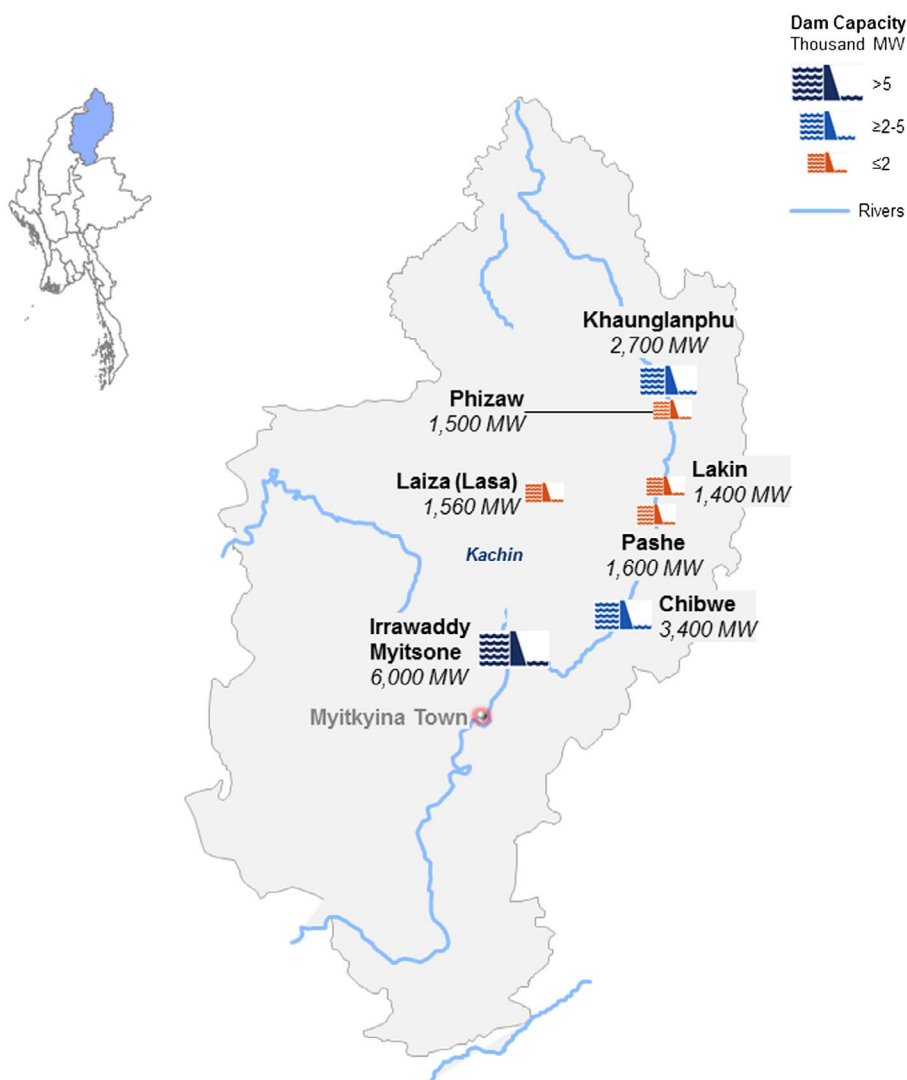 Dam Capacity
Thousand MW
>5
≥2-5
≤2
Rivers
Khaunglanphu
2,700 MW
Phizaw
1,500 MW
Laiza (Lasa)
1,560 MW
Lakin
1,400 MW
Kachin
Pashe
1,600 MW
Chibwe
3,400 MW
Irrawaddy
Myitsone
6,000 MW
Myitkyina Town